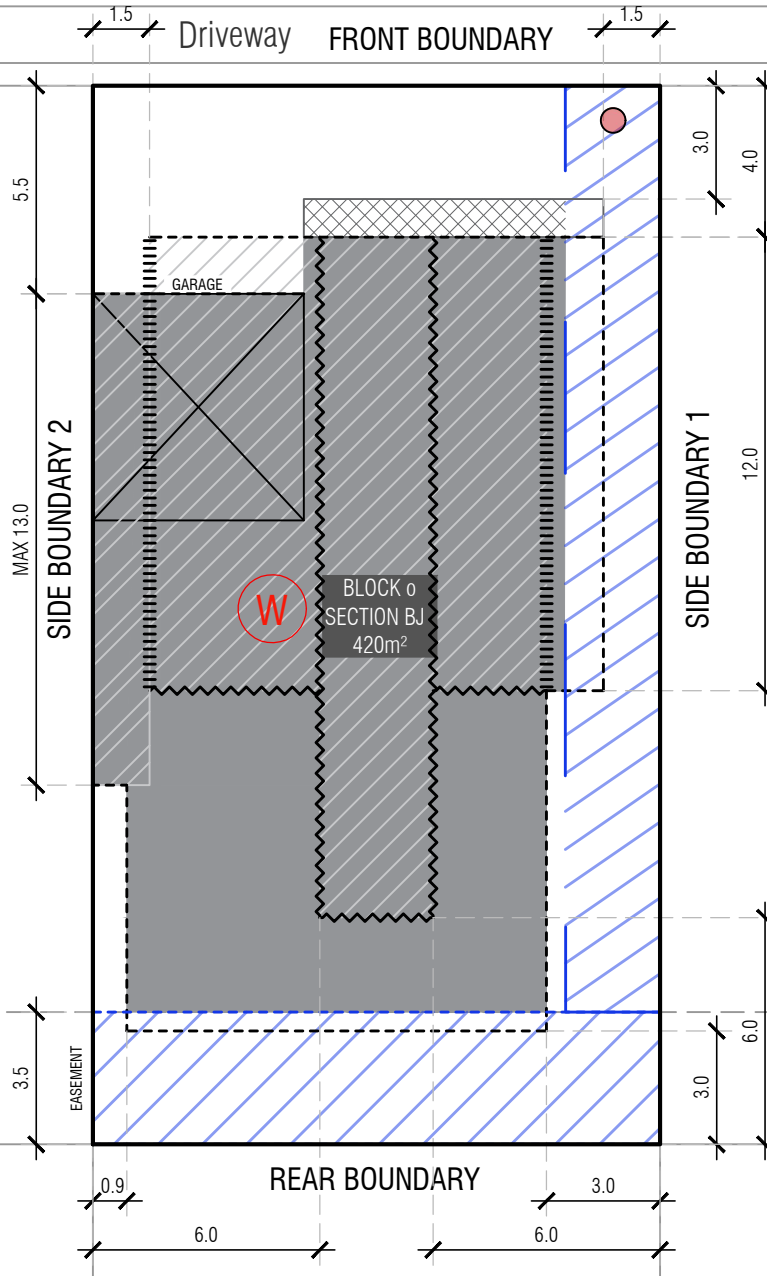 1.5
Driveway
FRONT BOUNDARY
1.5
5.5
3.0
4.0
GARAGE
SIDE BOUNDARY 2
MAX 13.0
SIDE BOUNDARY 1
12.0
W
BLOCK o
SECTION BJ
420m²
3.5
EASEMENT
3.0
6.0
0.9
REAR BOUNDARY
3.0
6.0
6.0